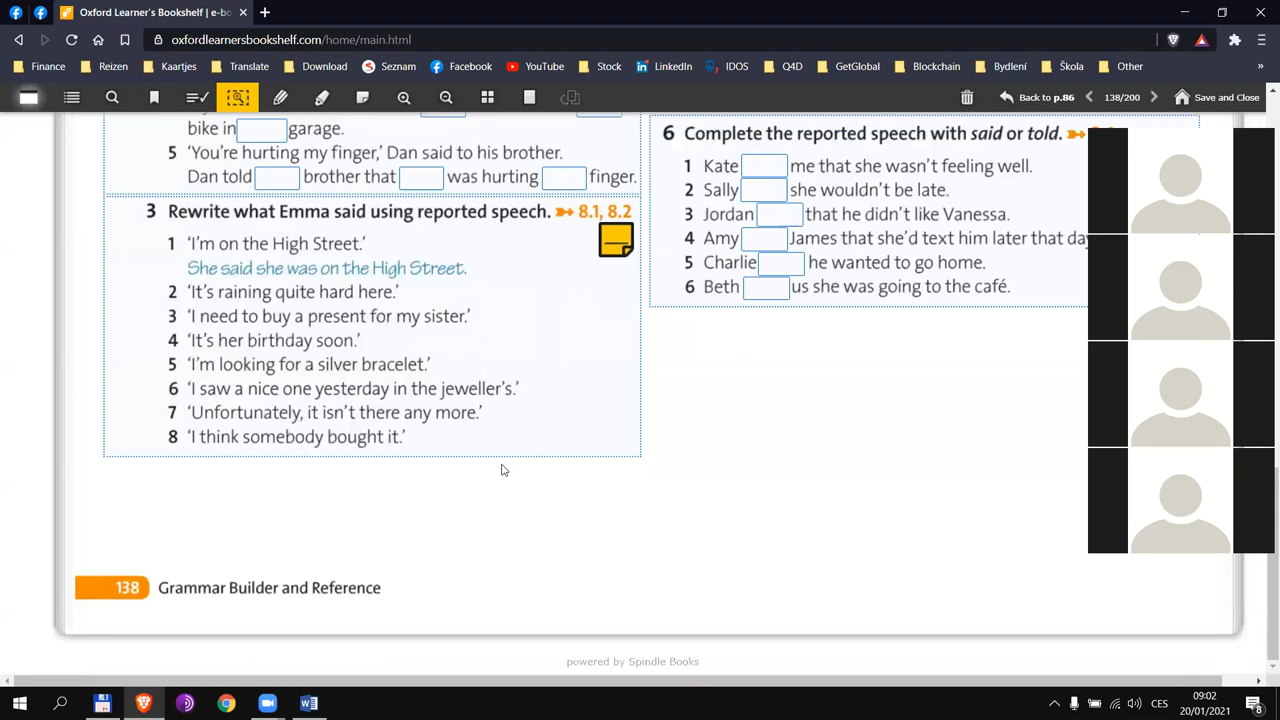 Oxford Learner's Bookshelf | e-bo
oxfordlearnersbookshelf.com/home/main.html
Finance Reizen Kaartjes Translate Download Seznam Facebook YouTube Stock LinkedIn IDOS Q4D GetGlobal Blockchain Bydlení Škola Other
Back to p.86 138/200 Save and Close
bike in garage.
5 'You're hurting my finger,' Dan said to his brother.
Dan told brother that was hurting finger.
3 Rewrite what Emma said using reported speech. 8.1, 8.2
1 'I'm on the High Street.'
She said she was on the High Street.
2 'It's raining quite hard here.'
3 'I need to buy a present for my sister.'
4 'It's her birthday soon.'
5 'I'm looking for a silver bracelet.'
6 'I saw a nice one yesterday in the jeweller's.'
7 'Unfortunately, it isn't there any more.'
8 'I think somebody bought it.'
6 Complete the reported speech with said or told.
1 Kate me that she wasn't feeling well.
2 Sally she wouldn't be late.
3 Jordan that he didn't like Vanessa.
4 Amy James that she'd text him later that day
5 Charlie he wanted to go home.
6 Beth us she was going to the café.
138 Grammar Builder and Reference
powered by Spindle Books
CES
09:02
20/01/2021
8